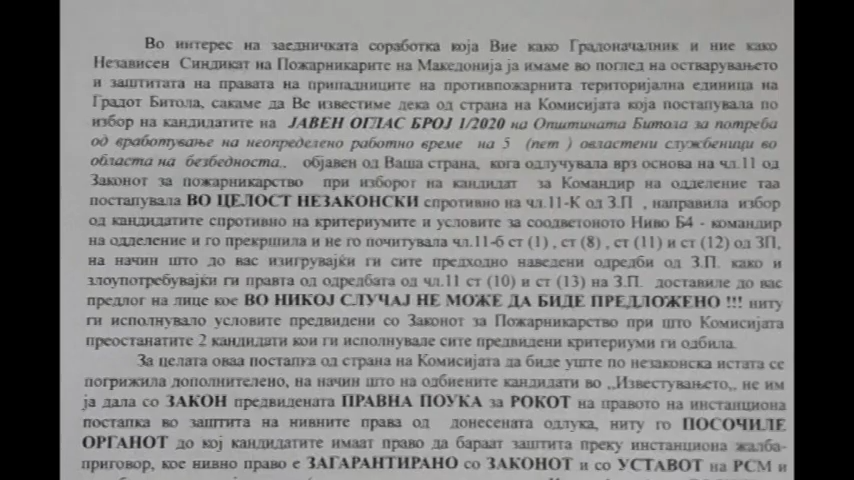 Во интерес на заедничката соработка која Вие како Градоначалник и ние како
Независен Синдикат на Пожарникарите на Македонија ја имаме во поглед на остварувањето
и заштитата на правата на припадниците на противпожарната територијална единица на
Градот Битола, сакаме да Ве известиме дека од страна на Комисијата која постапувала по
избор на кандидатите на ЈАВЕН ОГЛАС БРОЈ 1/2020 на Општината Битола за потреба
од вработување на неопределено работно време на 5 (пет) овластени службеници во
областа на безбедноста,, објавен од Ваша страна, кога одлучувала врз основа на чл.11 од
Законот за пожарникарство при изборот на кандидат за Командир на одделение таа
постапувала ВО ЦЕЛОСТ НЕЗАКОНСКИ спротивно на чл.11-К од З.П , направила избор
од кандидатите спротивно на критериумите и условите за соодветното Ниво Б4 - командир
на одделение и го прекршила и не го почитувала чл.11-б ст (1) , ст (8) , ст (11) и ст (12) од ЗП,
на начин што до вас изигрувајќи ги сите предходно наведени одредби од З.П. како и
злоупотребувајќи ги правта од одредбата од чл.11 ст (10) и ст (13) на З.П. доставиле до вас
предлог на лице кое ВО НИКОЈ СЛУЧАЈ НЕ МОЖЕ ДА БИДЕ ПРЕДЛОЖЕНО !!! ниту
ги исполнувало условите предвидени со Законот за Пожарникарство при што Комисијата
преостанатите 2 кандидати кои ги исполнувале сите предвидени критериуми ги одбила.
За целата оваа постапка од страна на Комисијата да биде уште по незаконска истата се
погрижила дополнително, на начин што на одбиените кандидати во ,,Известувањето,, не им
ја дала со ЗАКОН предвидената ПРАВНА ПОУКА за РОКОТ на правото на инстанциона
постапка во заштита на нивните права од донесената одлука, ниту го ПОСОЧИЛЕ
ОРГАНОТ до кој кандидатите имаат право да бараат заштита преку инстанциона жалба-
приговор, кое нивно право е ЗАГАРАНТИРАНО со ЗАКОНОТ и со УСТАВОТ на РСМ и